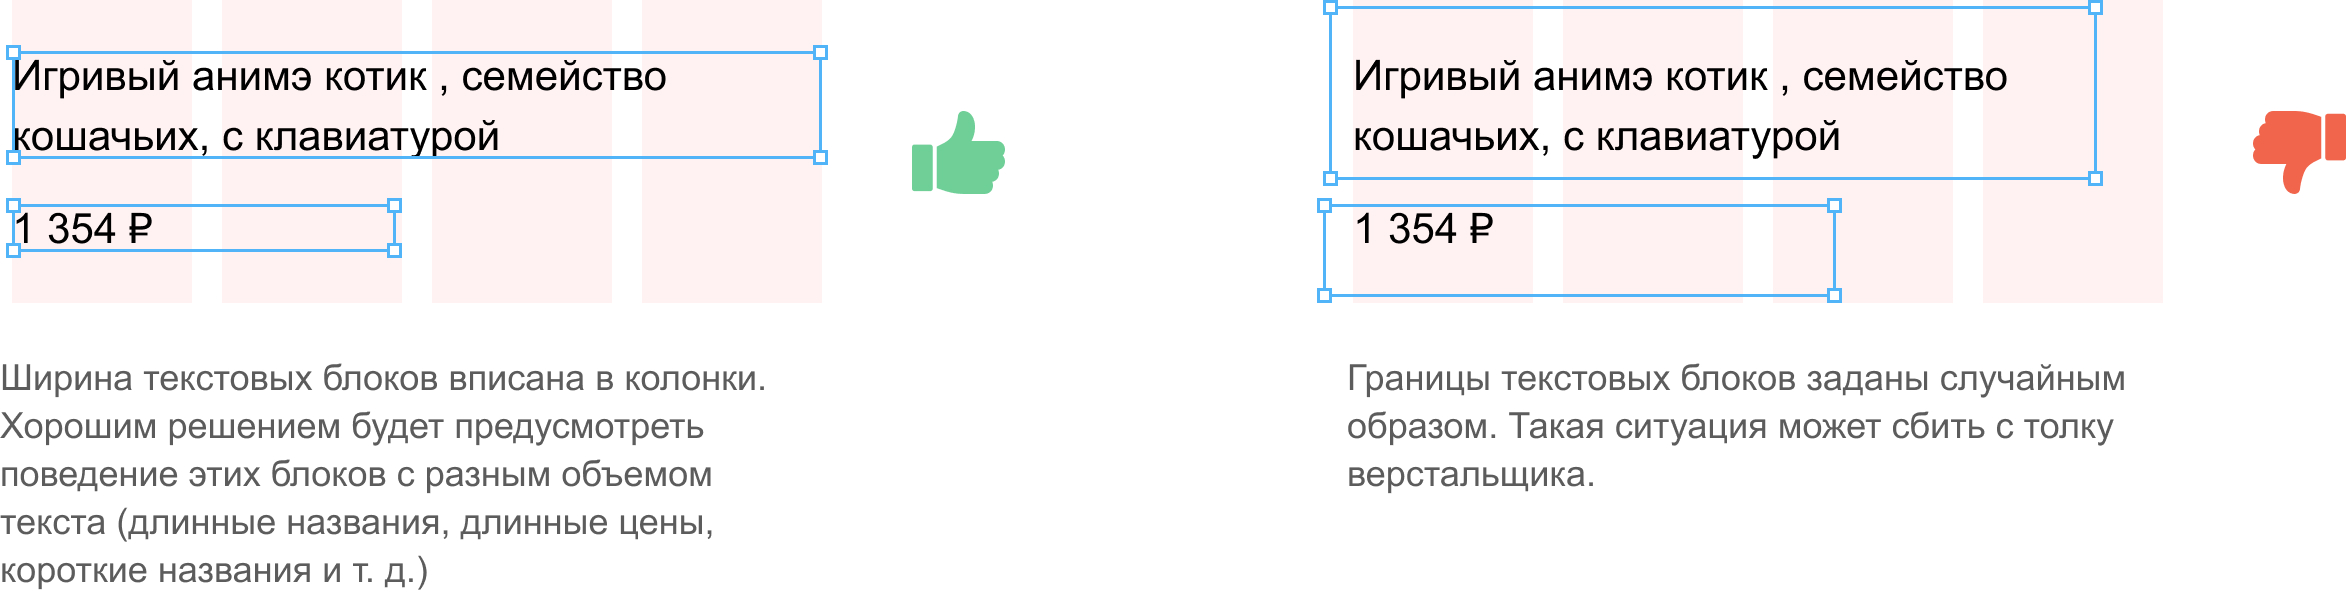 Игривый анимэ котик , семейство
кошачьих, с клавиатурой
1 354 ₽
Ширина текстовых блоков вписана в колонки.
Хорошим решением будет предусмотреть
поведение этих блоков с разным объемом
текста (длинные названия, длинные цены,
короткие названия и т. д.)
Игривый анимэ котик , семейство
кошачьих, с клавиатурой
1 354 ₽
Границы текстовых блоков заданы случайным
образом. Такая ситуация может сбить с толку
верстальщика.